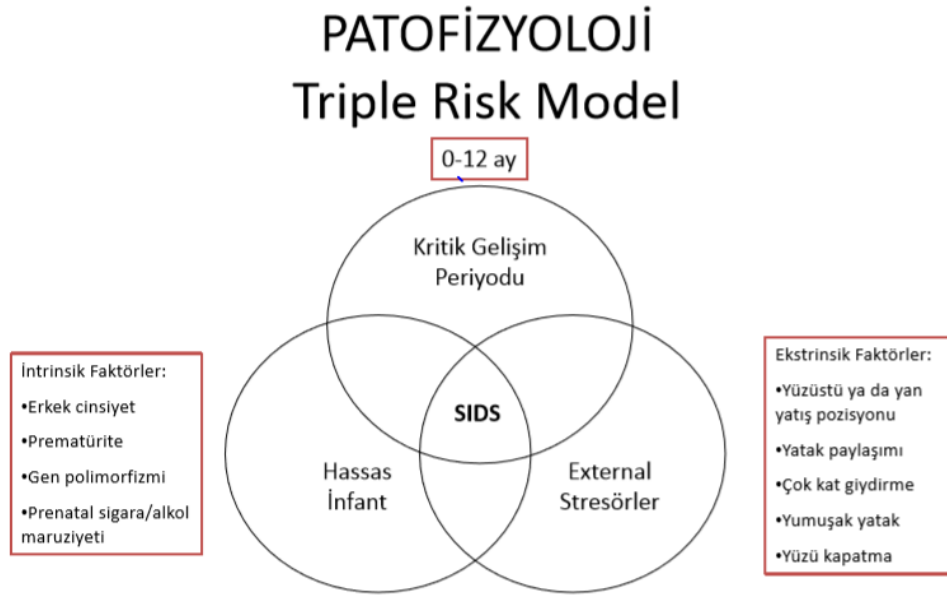 PATOFİZYOLOJİ
Triple Risk Model
0-12 ay
Kritik Gelişim
Periyodu
İntrinsik Faktörler:
•Erkek cinsiyet
•Prematürite
•Gen polimorfizmi
•Prenatal sigara/alkol
maruziyeti
SIDS
Hassas
İnfant
External
Stresörler
Ekstrinsik Faktörler:
•Yüzüstü ya da yan
yatış pozisyonu
•Yatak paylaşımı
•Çok kat giydirme
•Yumuşak yatak
•Yüzü kapatma